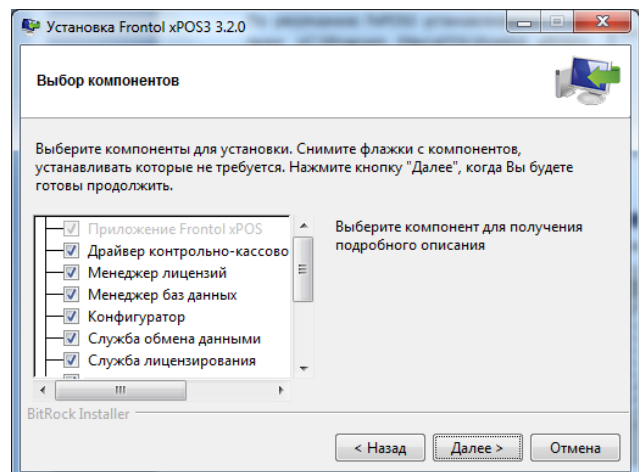 Установка Frontol xPOS3 3.2.0
Выбор компонентов
Выберите компоненты для установки. Снимите флажки с компонентов,
устанавливать которые не требуется. Нажмите кнопку "Далее", когда Вы будете
готовы продолжить.
Приложение Frontol xPOS
Драйвер контрольно-кассово
Менеджер лицензий
Менеджер баз данных
Конфигуратор
Служба обмена данными
Служба лицензирования
Выберите компонент для получения
подробного описания
BitRock Installer
< Назад
Далее >
Отмена